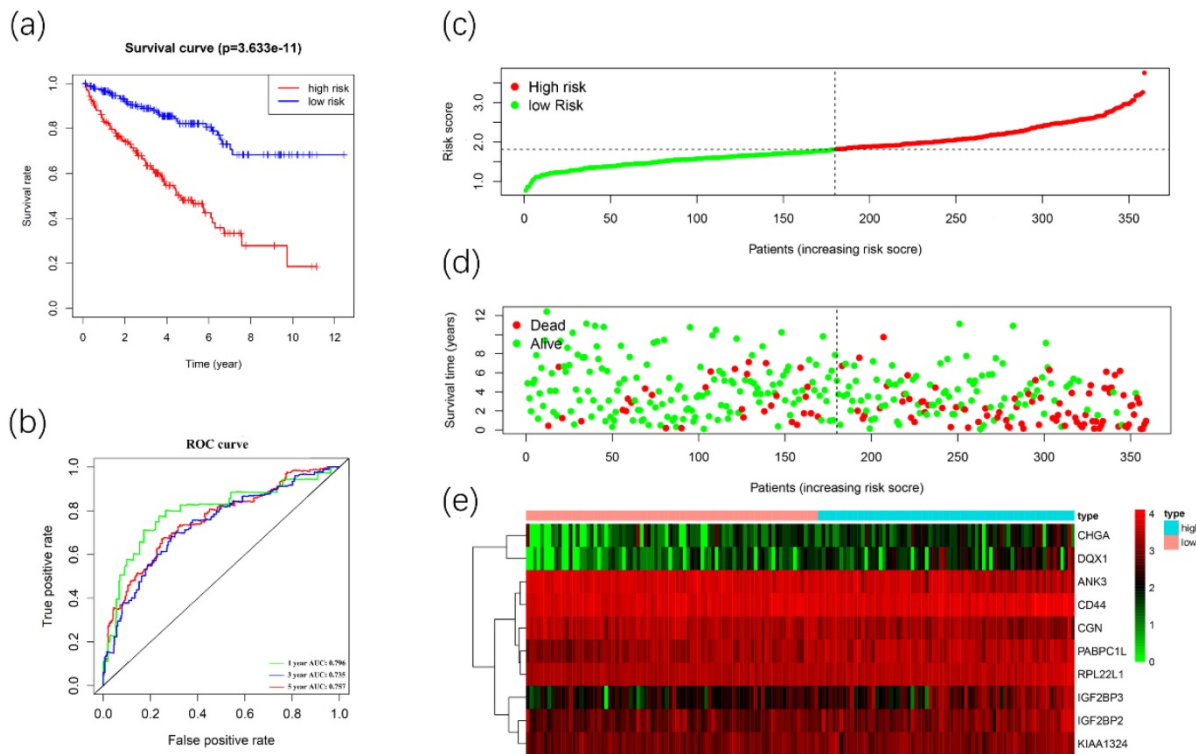 (a)
Survival curve (p=3.633e-11)
high risk
low risk
Survival rate
1.0
0.8
0.6
0.4
0.2
0.0
0 2 4 6 8 10 12
Time (year)
(b)
ROC curve
True positive rate
1.0
0.8
0.6
0.4
0.2
0.0
1 year AUC: 0.796
3 year AUC: 0.735
5 year AUC: 0.757
0.0 0.2 0.4 0.6 0.8 1.0
False positive rate
(c)
High risk
low Risk
Risk score
3.0
2.0
1.0
0 50 100 150 200 250 300 350
Patients (increasing risk socre)
(d)
Dead
Alive
Survival time (years)
12
8
6
4
2
0
0 50 100 150 200 250 300 350
Patients (increasing risk socre)
(e)
type
CHGA
DQX1
ANK3
CD44
CGN
PABPC1L
RPL22L1
IGF2BP3
IGF2BP2
KIAA1324
4
3
2
1
0
type
high
low